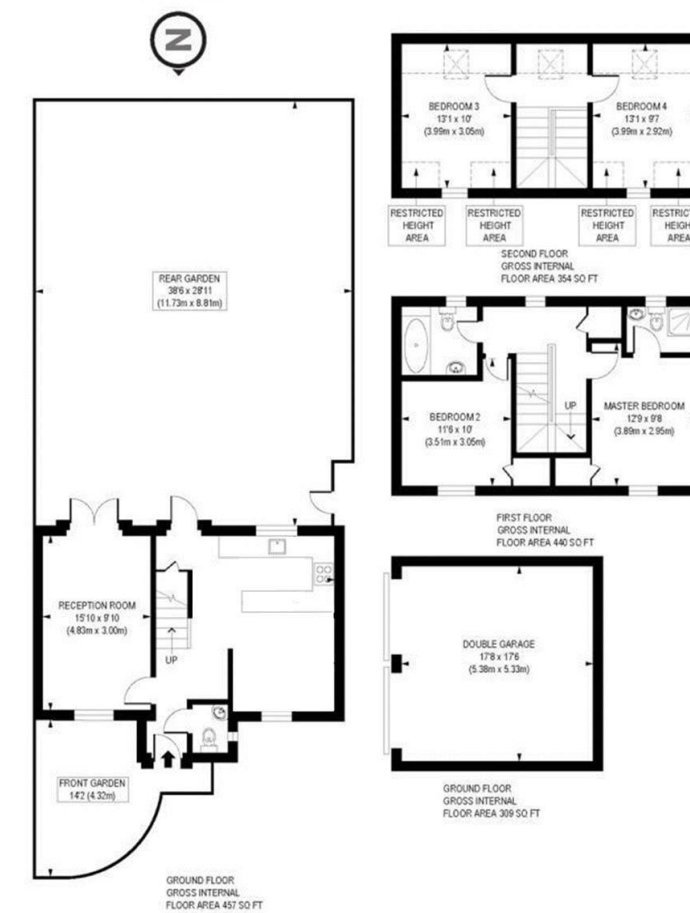 N
BEDROOM 3
13'1 x 10'
(3.99m x 3.05m)
BEDROOM 4
13'1 x 9'7
(3.99m x 2.92m)
RESTRICTED
HEIGHT
AREA
RESTRICTED
HEIGHT
AREA
RESTRICTED
HEIGHT
AREA
RESTRIC
HEIGH
AREA
SECOND FLOOR
GROSS INTERNAL
FLOOR AREA 354 SQ FT
REAR GARDEN
38'6 x 28'11
(11.73m x 8.81m)
BEDROOM 2
11'6 x 10'
(3.51m x 3.05m)
UP
MASTER BEDROOM
12'9 x 9'8
(3.89m x 2.95m)
FIRST FLOOR
GROSS INTERNAL
FLOOR AREA 440 SQ FT
RECEPTION ROOM
15'10 x 9'10
(4.83m x 3.00m)
UP
DOUBLE GARAGE
17'8 x 17'6
(5.38m x 5.33m)
FRONT GARDEN
14'2 (4.32m)
GROUND FLOOR
GROSS INTERNAL
FLOOR AREA 309 SQ FT
GROUND FLOOR
GROSS INTERNAL
FLOOR AREA 457 SQ FT